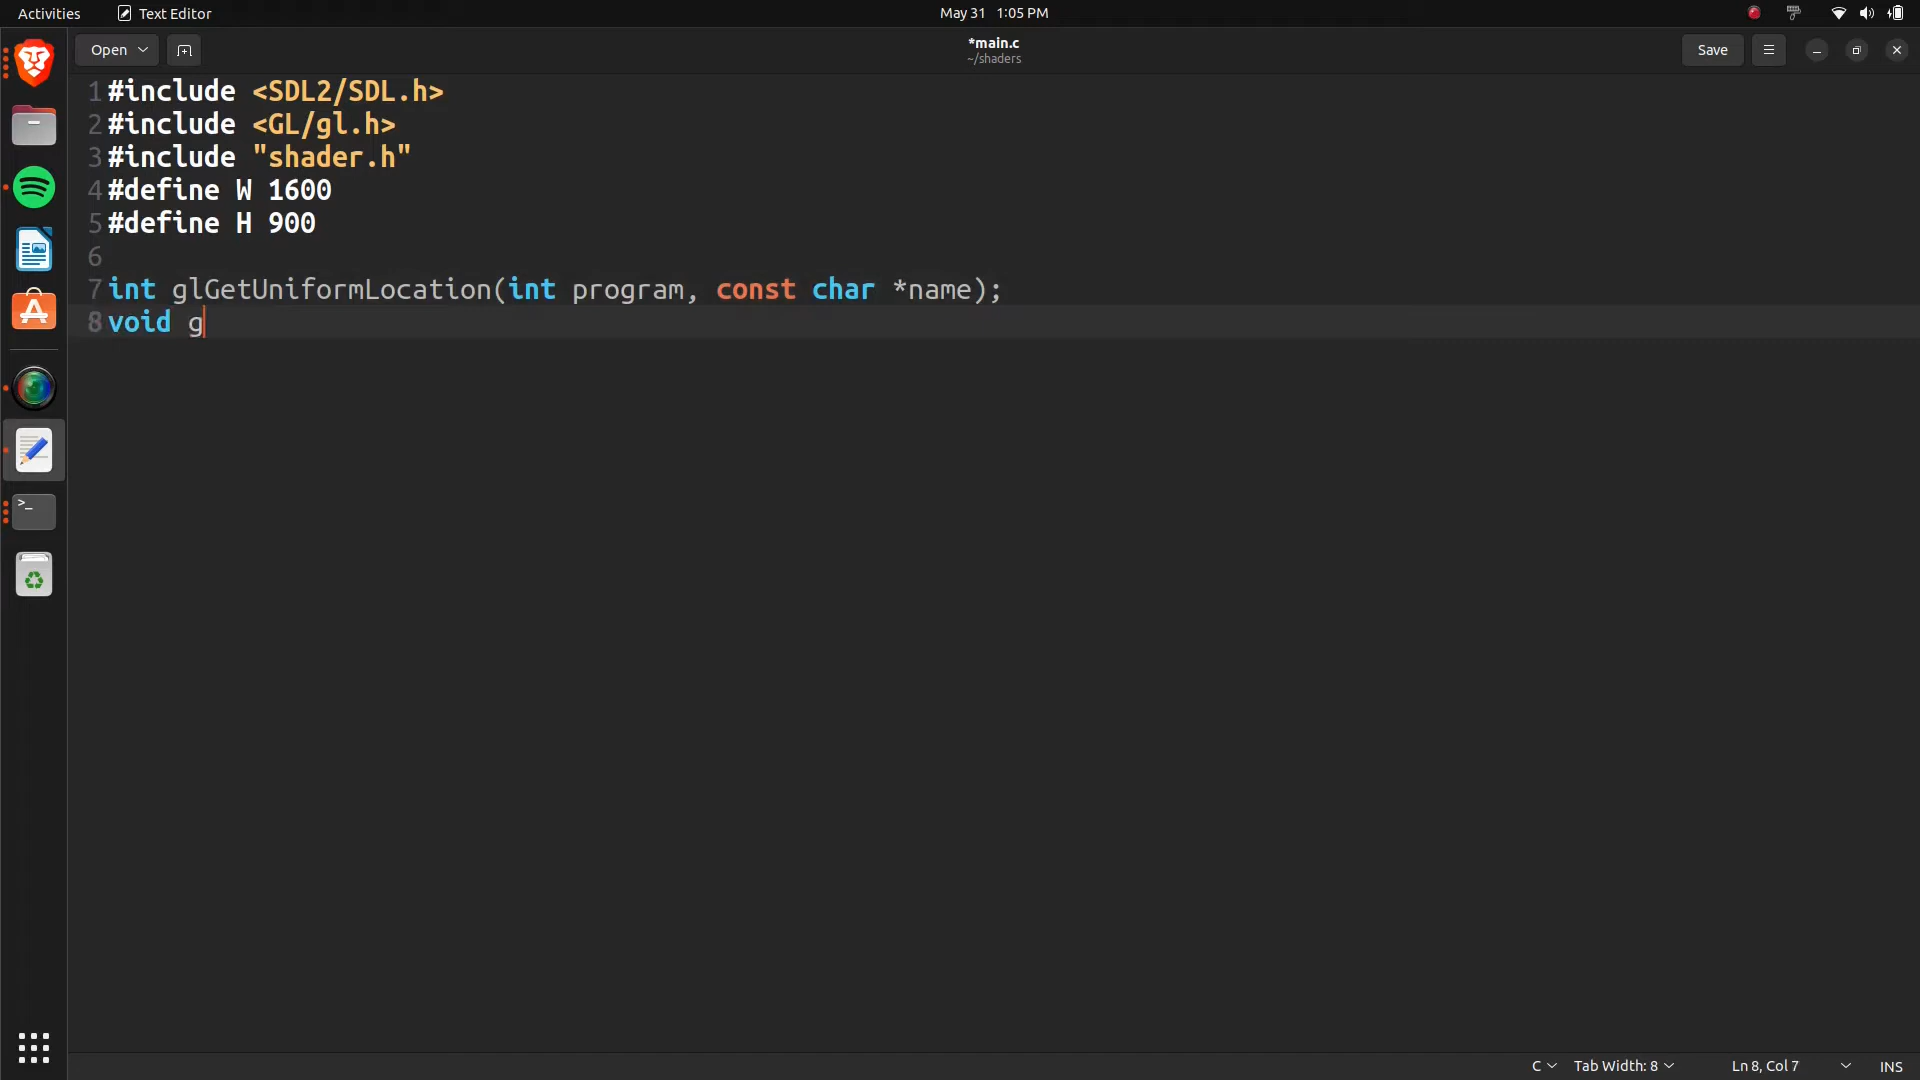 Activities Text Editor May 31 1:05 PM
Open *main.c Save
~/shaders
1 #include <SDL2/SDL.h>
2 #include <GL/gl.h>
3 #include "shader.h"
4 #define W 1600
5 #define H 900
6
7 int glGetUniformLocation(int program, const char *name);
8 void g
>_
C Tab Width: 8 Ln 8, Col 7 INS